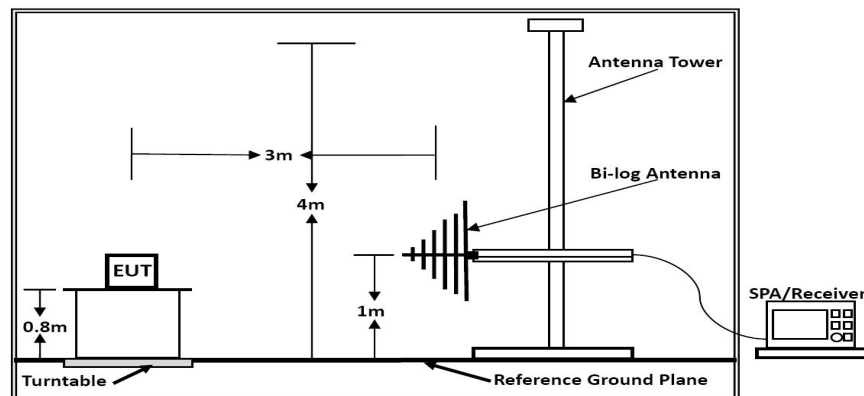 Antenna Tower
3m
Bi-log Antenna
4m
EUT
1m
0.8m
SPA/Receiver
Turntable
Reference Ground Plane